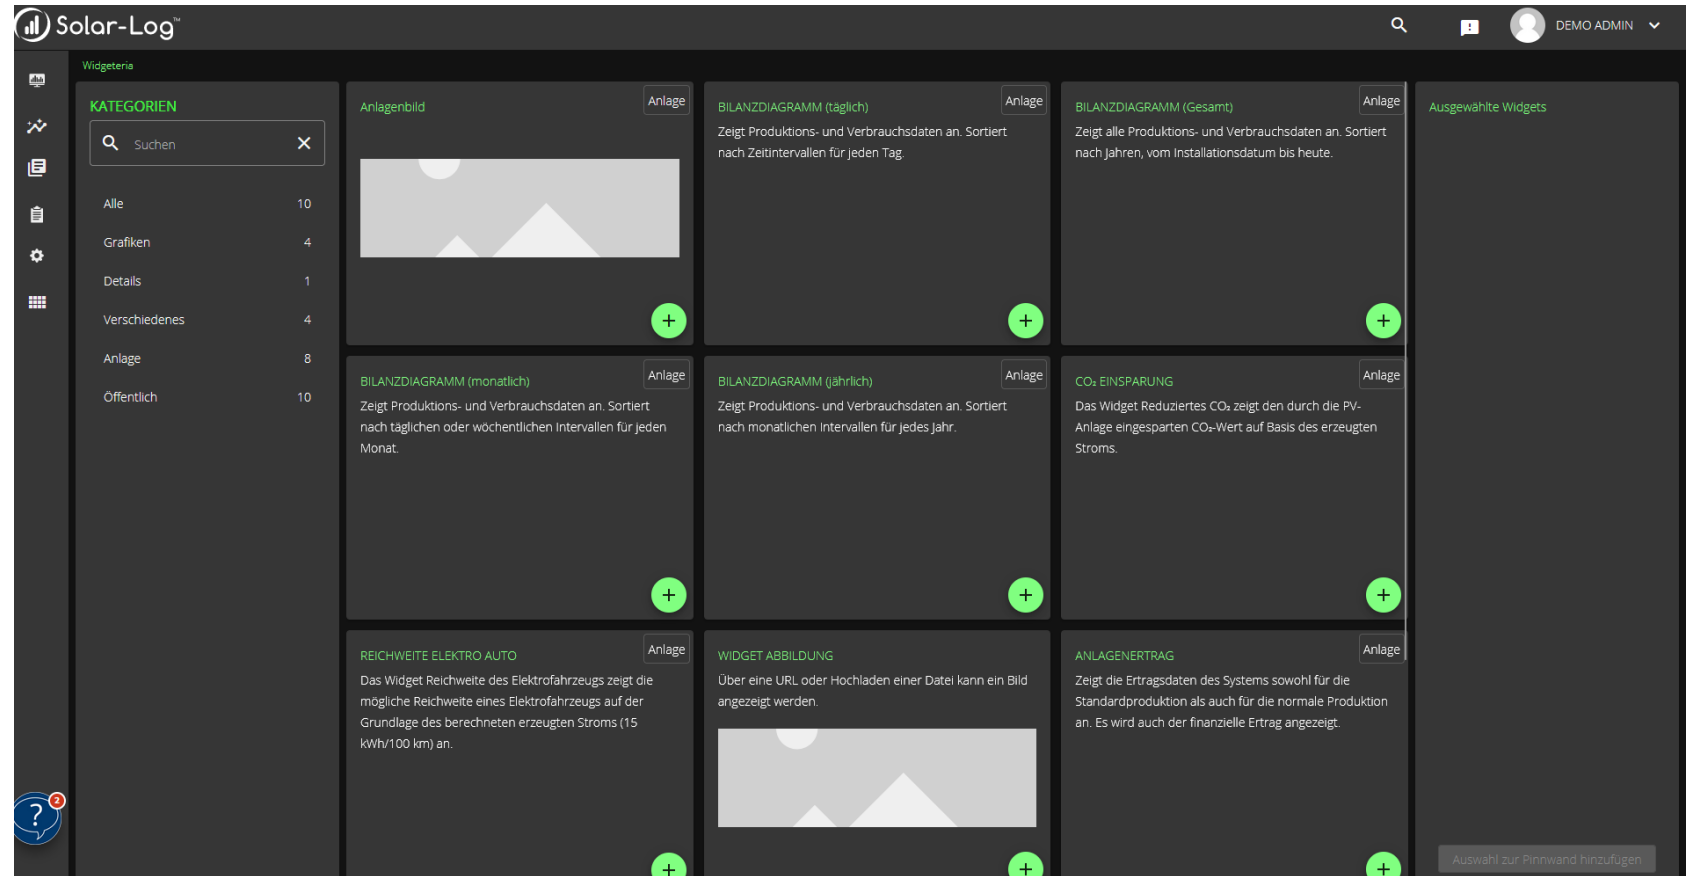 Solar-Log™
DEMO ADMIN
Widgeteria
KATEGORIEN
Suchen
Alle 10
Grafiken 4
Details 1
Verschiedenes 4
Anlage 8
Öffentlich 10
Anlagenbild
Anlage
BILANZDIAGRAMM (täglich)
Anlage
Zeigt Produktions- und Verbrauchsdaten an. Sortiert
nach Zeitintervallen für jeden Tag.
BILANZDIAGRAMM (Gesamt)
Anlage
Zeigt alle Produktions- und Verbrauchsdaten an. Sortiert
nach Jahren, vom Installationsdatum bis heute.
BILANZDIAGRAMM (monatlich)
Anlage
Zeigt Produktions- und Verbrauchsdaten an. Sortiert
nach täglichen oder wöchentlichen Intervallen für jeden
Monat.
BILANZDIAGRAMM (jährlich)
Anlage
Zeigt Produktions- und Verbrauchsdaten an. Sortiert
nach monatlichen Intervallen für jedes Jahr.
CO₂ EINSPARUNG
Anlage
Das Widget Reduziertes CO₂ zeigt den durch die PV-
Anlage eingesparten CO₂-Wert auf Basis des erzeugten
Stroms.
REICHWEITE ELEKTRO AUTO
Anlage
Das Widget Reichweite des Elektrofahrzeugs zeigt die
mögliche Reichweite eines Elektrofahrzeugs auf der
Grundlage des berechneten erzeugten Stroms (15
kWh/100 km) an.
WIDGET ABBILDUNG
Über eine URL oder Hochladen einer Datei kann ein Bild
angezeigt werden.
ANLAGENERTRAG
Anlage
Zeigt die Ertragsdaten des Systems sowohl für die
Standardproduktion als auch für die normale Produktion
an. Es wird auch der finanzielle Ertrag angezeigt.
Ausgewählte Widgets
Auswahl zur Pinnwand hinzufügen
? 2